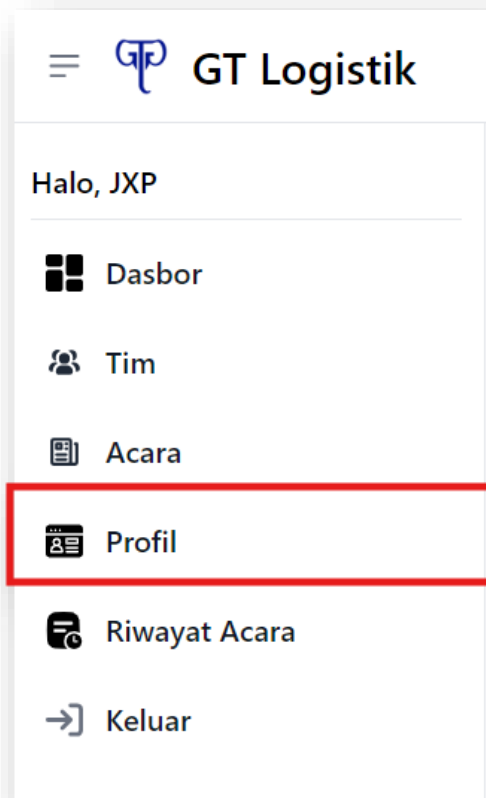 GT Logistik
Halo, JXP
Dasbor
Tim
Acara
Profil
Riwayat Acara
Keluar